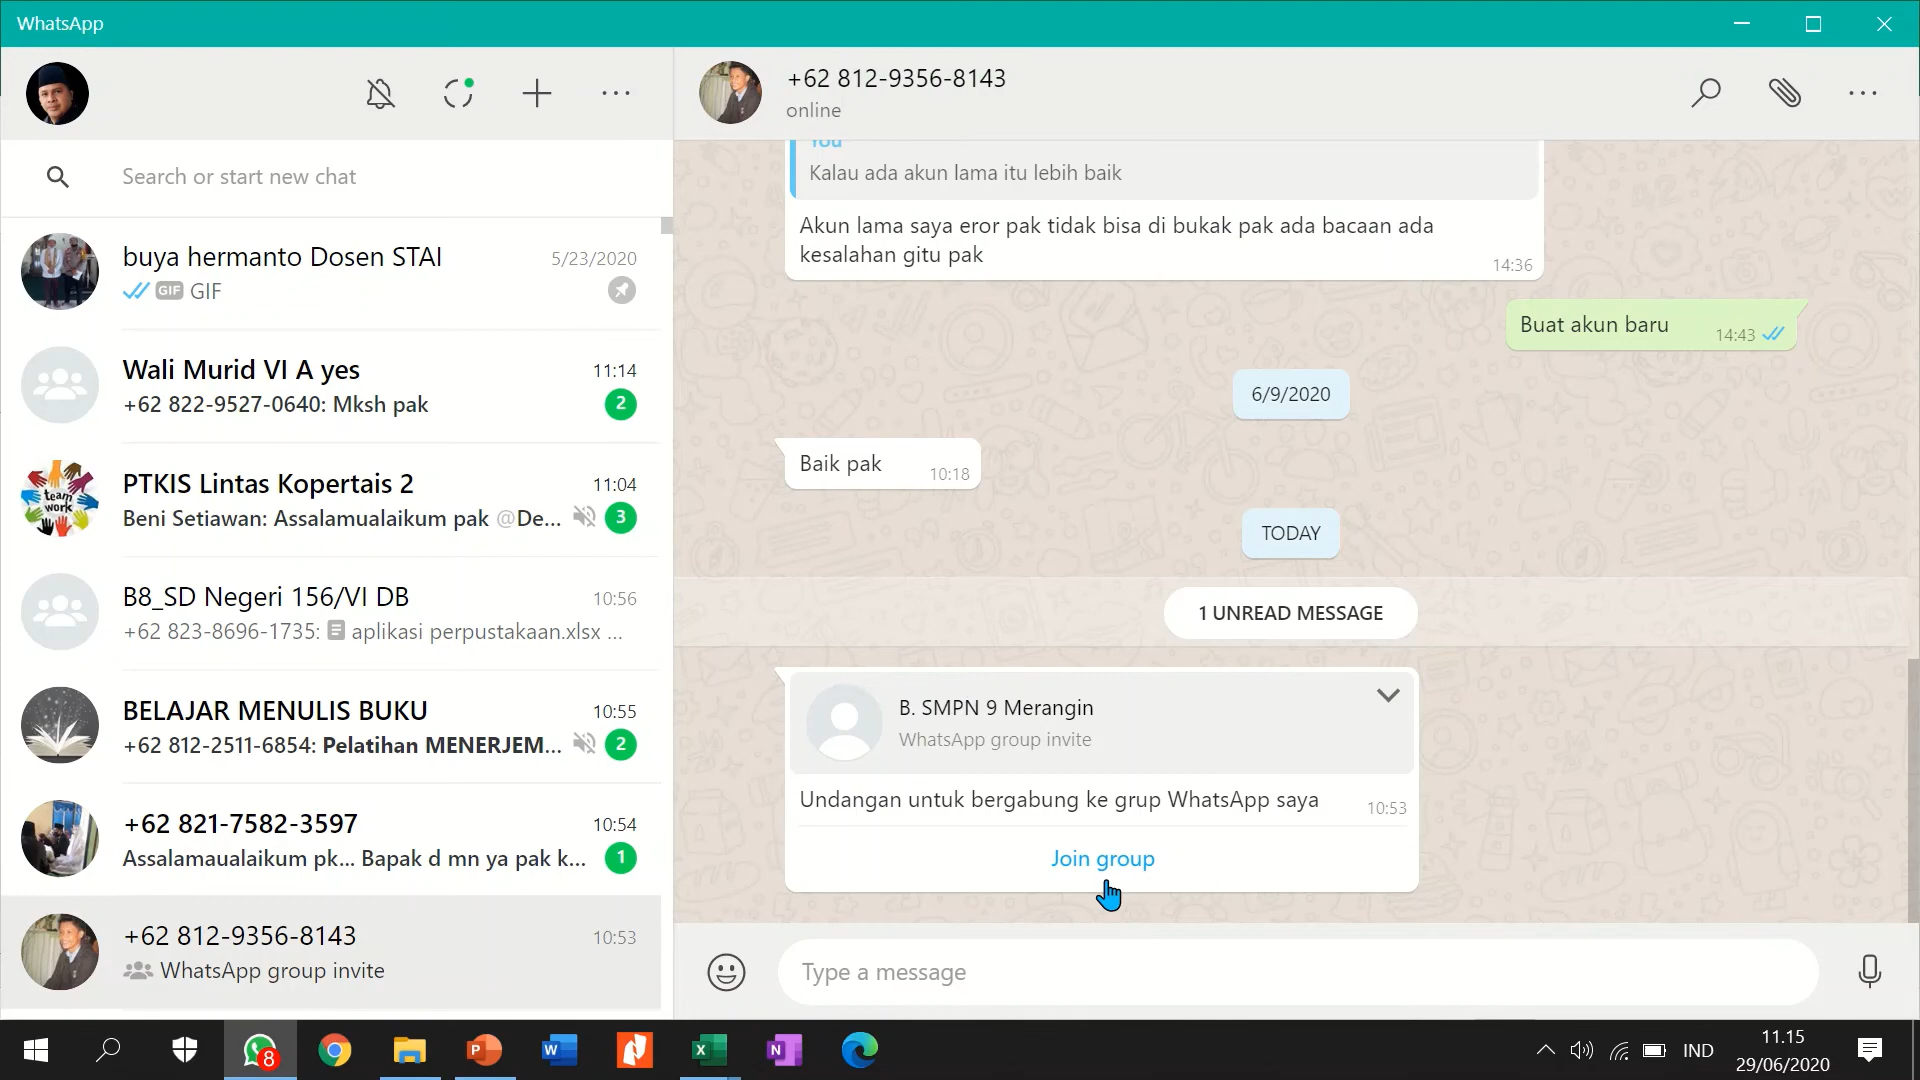 WhatsApp
Search or start new chat
buya hermanto Dosen STAI
5/23/2020
GIF GIF
Wali Murid VI A yes
11:14
+62 822-9527-0640: Mksh pak
2
team
work
PTKIS Lintas Kopertais 2
11:04
Beni Setiawan: Assalamualaikum pak @De...
3
B8_SD Negeri 156/VI DB
10:56
+62 823-8696-1735: aplikasi perpustakaan.xlsx ...
BELAJAR MENULIS BUKU
10:55
+62 812-2511-6854: Pelatihan MENERJEM...
2
+62 821-7582-3597
10:54
Assalamaualaikum pk... Bapak d mn ya pak k...
1
+62 812-9356-8143
10:53
WhatsApp group invite
+62 812-9356-8143
online
You
Kalau ada akun lama itu lebih baik
Akun lama saya eror pak tidak bisa di bukak pak ada bacaan ada
kesalahan gitu pak
14:36
Buat akun baru
14:43
6/9/2020
Baik pak
10:18
TODAY
1 UNREAD MESSAGE
B. SMPN 9 Merangin
WhatsApp group invite
Undangan untuk bergabung ke grup WhatsApp saya
10:53
Join group
Type a message
8
P
W
X
N
IND
11.15
29/06/2020